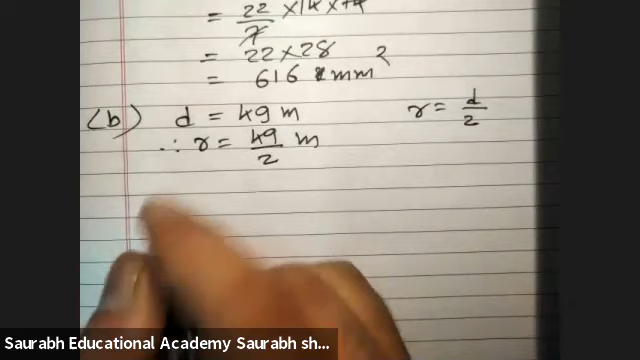 = 22/7 × 14 × 14
= 22 × 28
= 616 mm²
(b) d = 49 m r = d/2
∴ r = 49/2 m
Saurabh Educational Academy Saurabh sh...